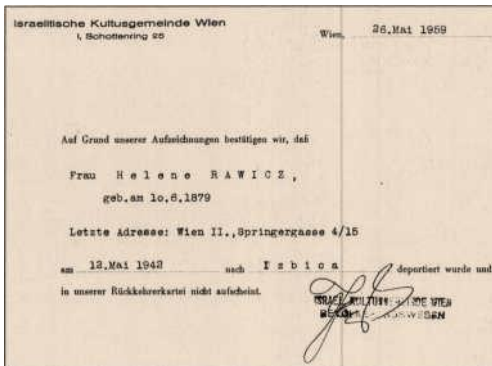 Israelitische Kultusgemeinde Wien
I, Schottenring 25
Wien, 26.Mai 1959
Auf Grund unserer Aufzeichnungen bestätigen wir, daß
Frau Helene RAWICZ,
geb.am 10.6.1879
Letzte Adresse: Wien II.,Springergasse 4/15
am 12.Mai 1942 nach Izbica deportiert wurde und
in unserer Rückkehrerkartei nicht aufscheint.
ISRAEL. KULTUSGEMEINDE WIEN